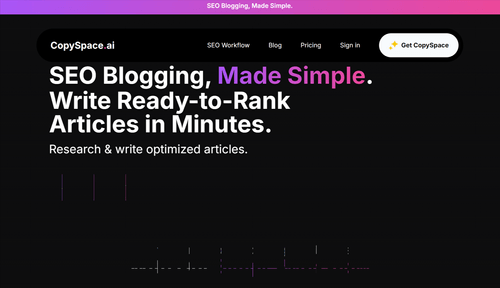 SEO Blogging, Made Simple.
CopySpace.ai
SEO Workflow
Blog
Pricing
Sign in
Get CopySpace
SEO Blogging, Made Simple.
Write Ready-to-Rank
Articles in Minutes.
Research & write optimized articles.